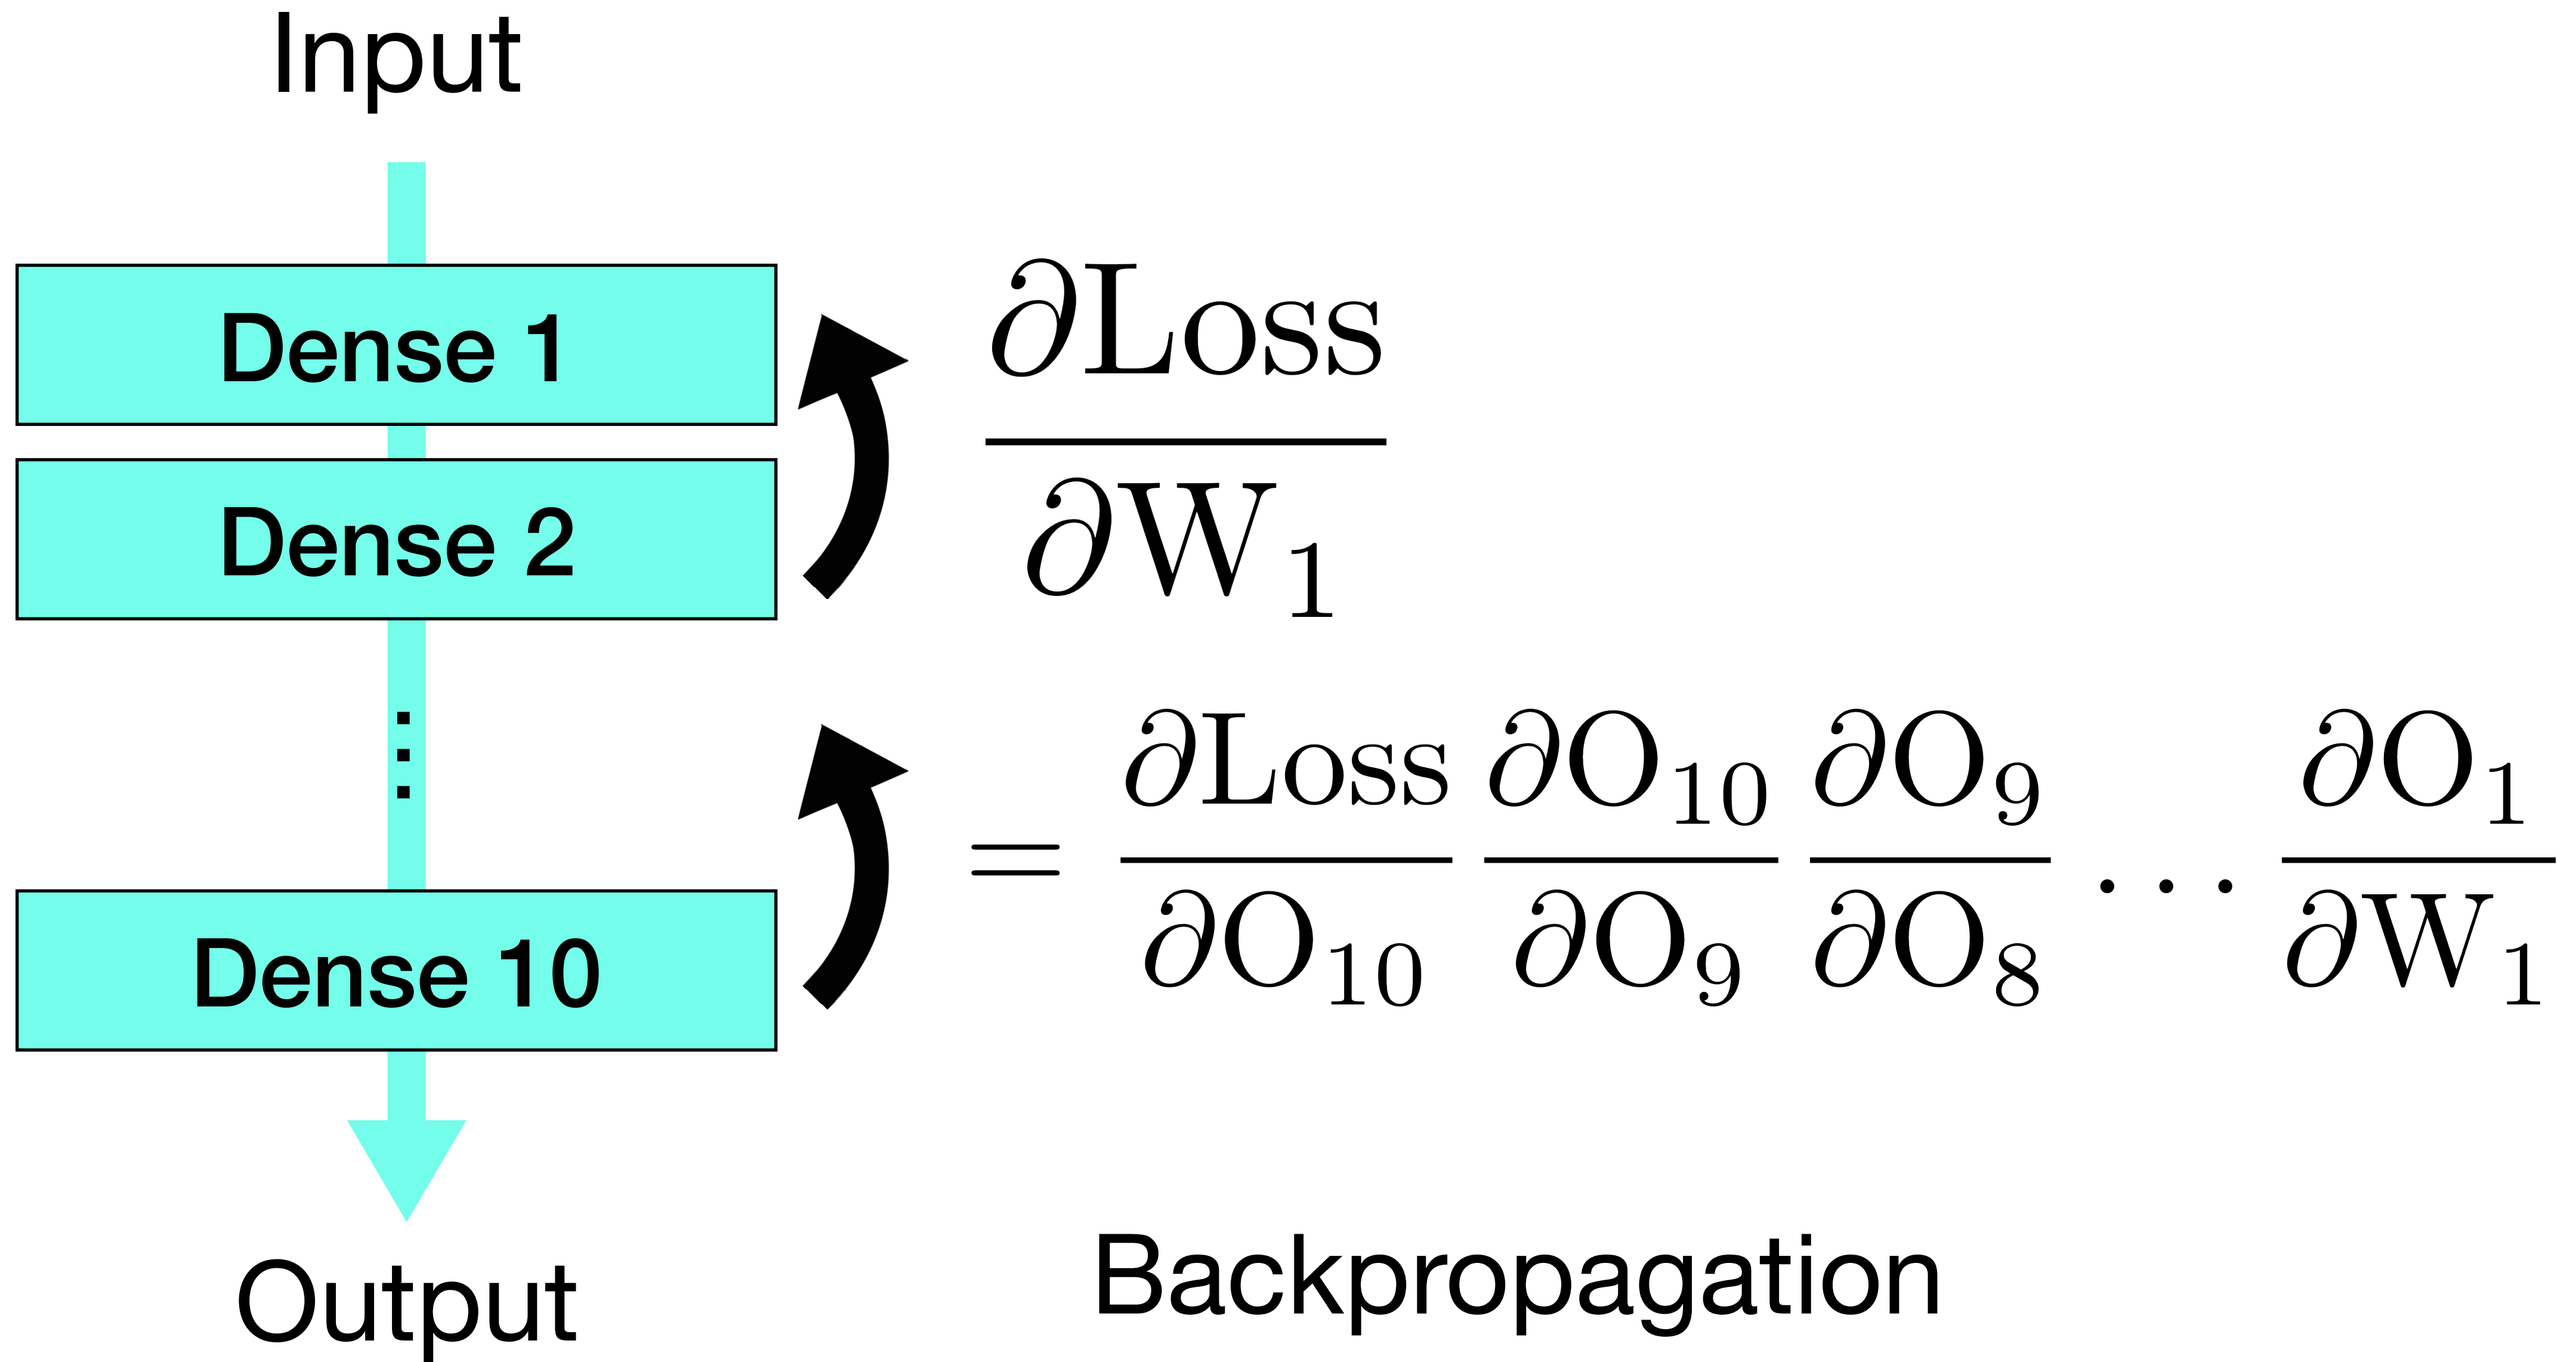 Input
Dense 1
Dense 2
⋮
Dense 10
Output
∂Loss
∂W₁
= ∂Loss/∂O₁₀ ∂O₁₀/∂O₉ ∂O₉/∂O₈ ... ∂O₁/∂W₁
Backpropagation